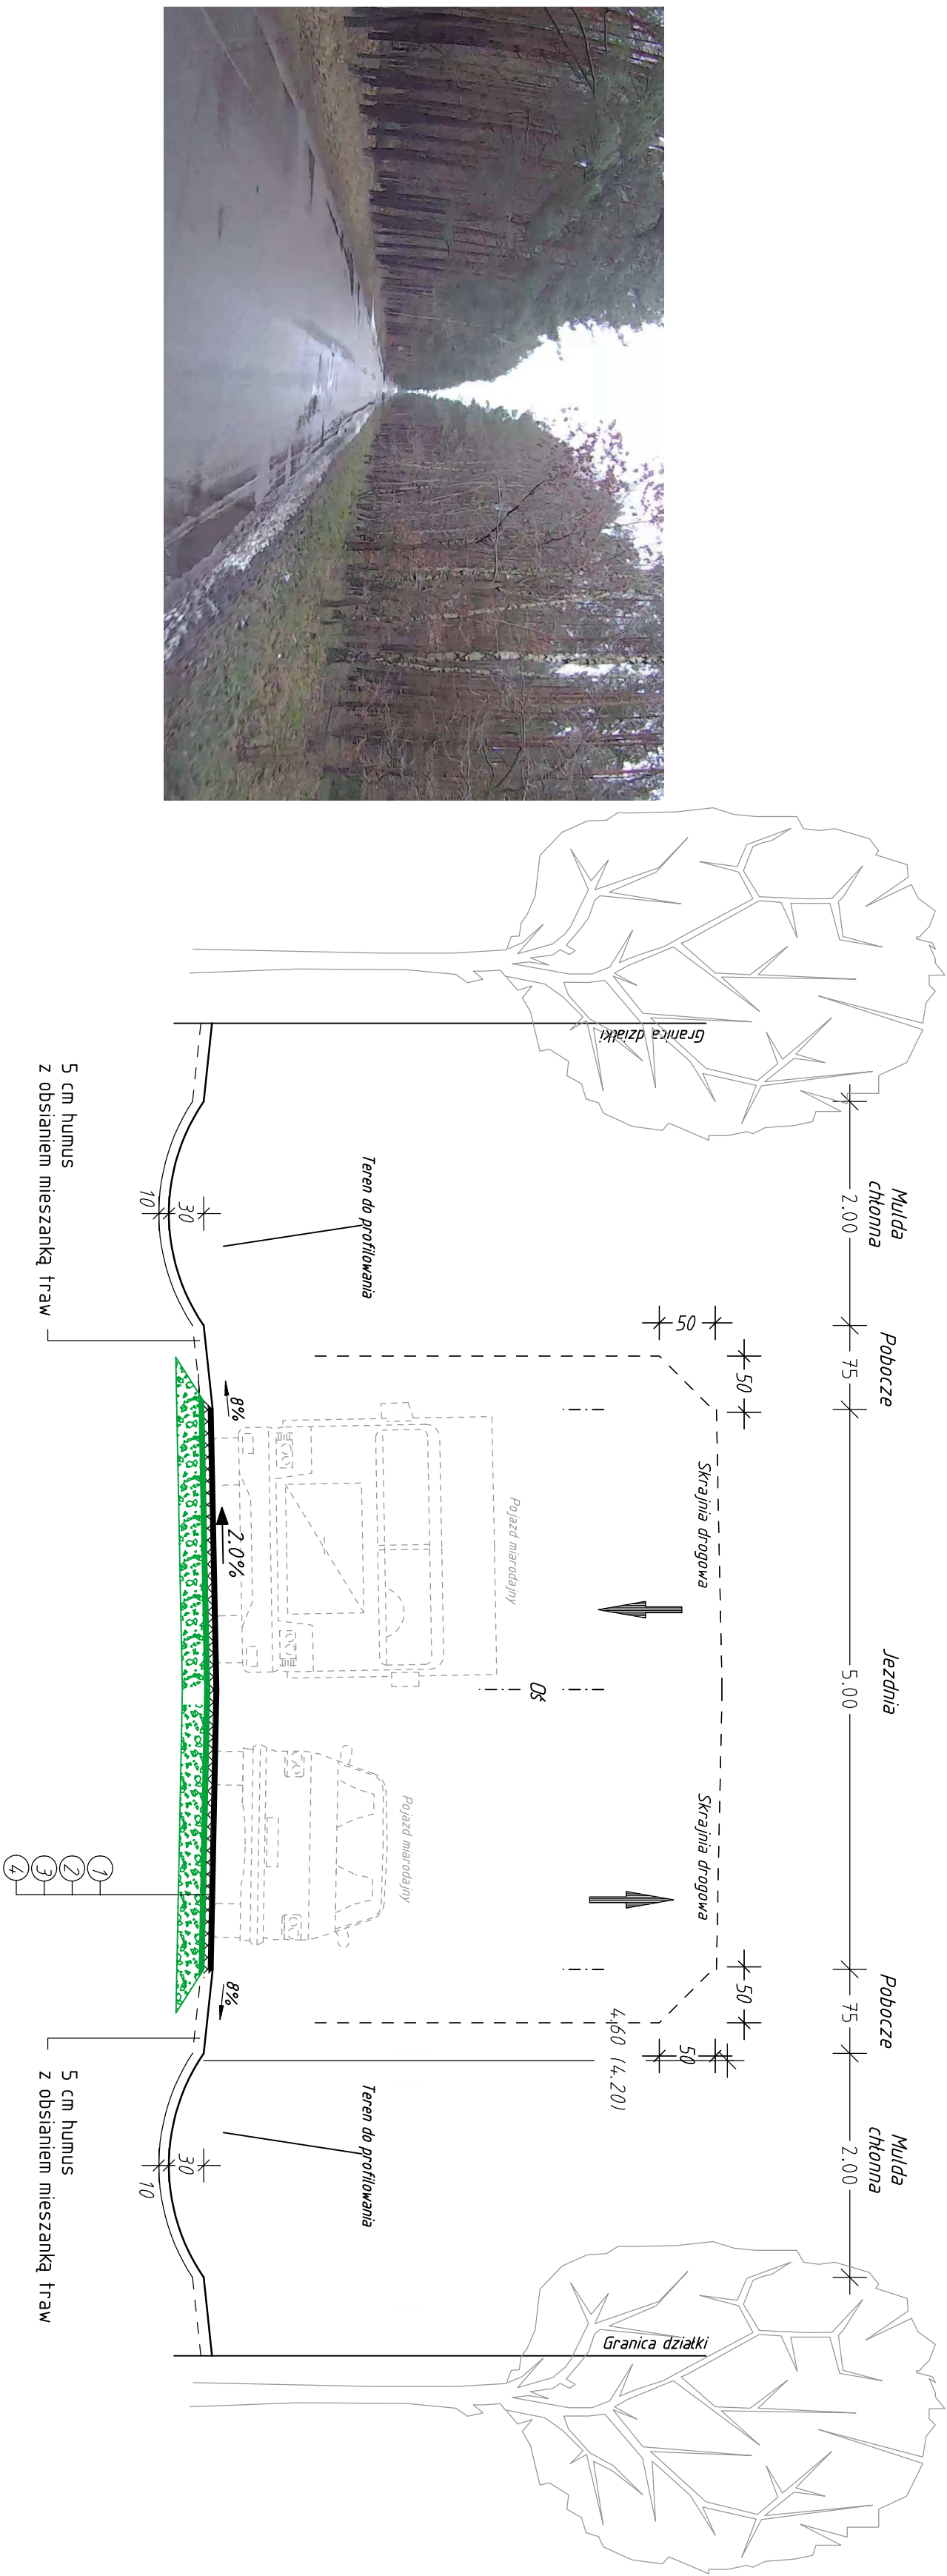 Mulda
chłonna
Pobocze
Jezdnia
Pobocze
Mulda
chłonna
2.00
75
5.00
75
2.00
50
50
50
50
4.60 (4.20)
Granica działki
Skrajnia drogowa
Skrajnia drogowa
Granica działki
Oś
Pojazd miarodajny
Pojazd miarodajny
Teren do profilowania
Teren do profilowania
8%
2.0%
8%
30
10
30
10
5 cm humus
z obsianiem mieszanką traw
1
2
3
4
5 cm humus
z obsianiem mieszanką traw